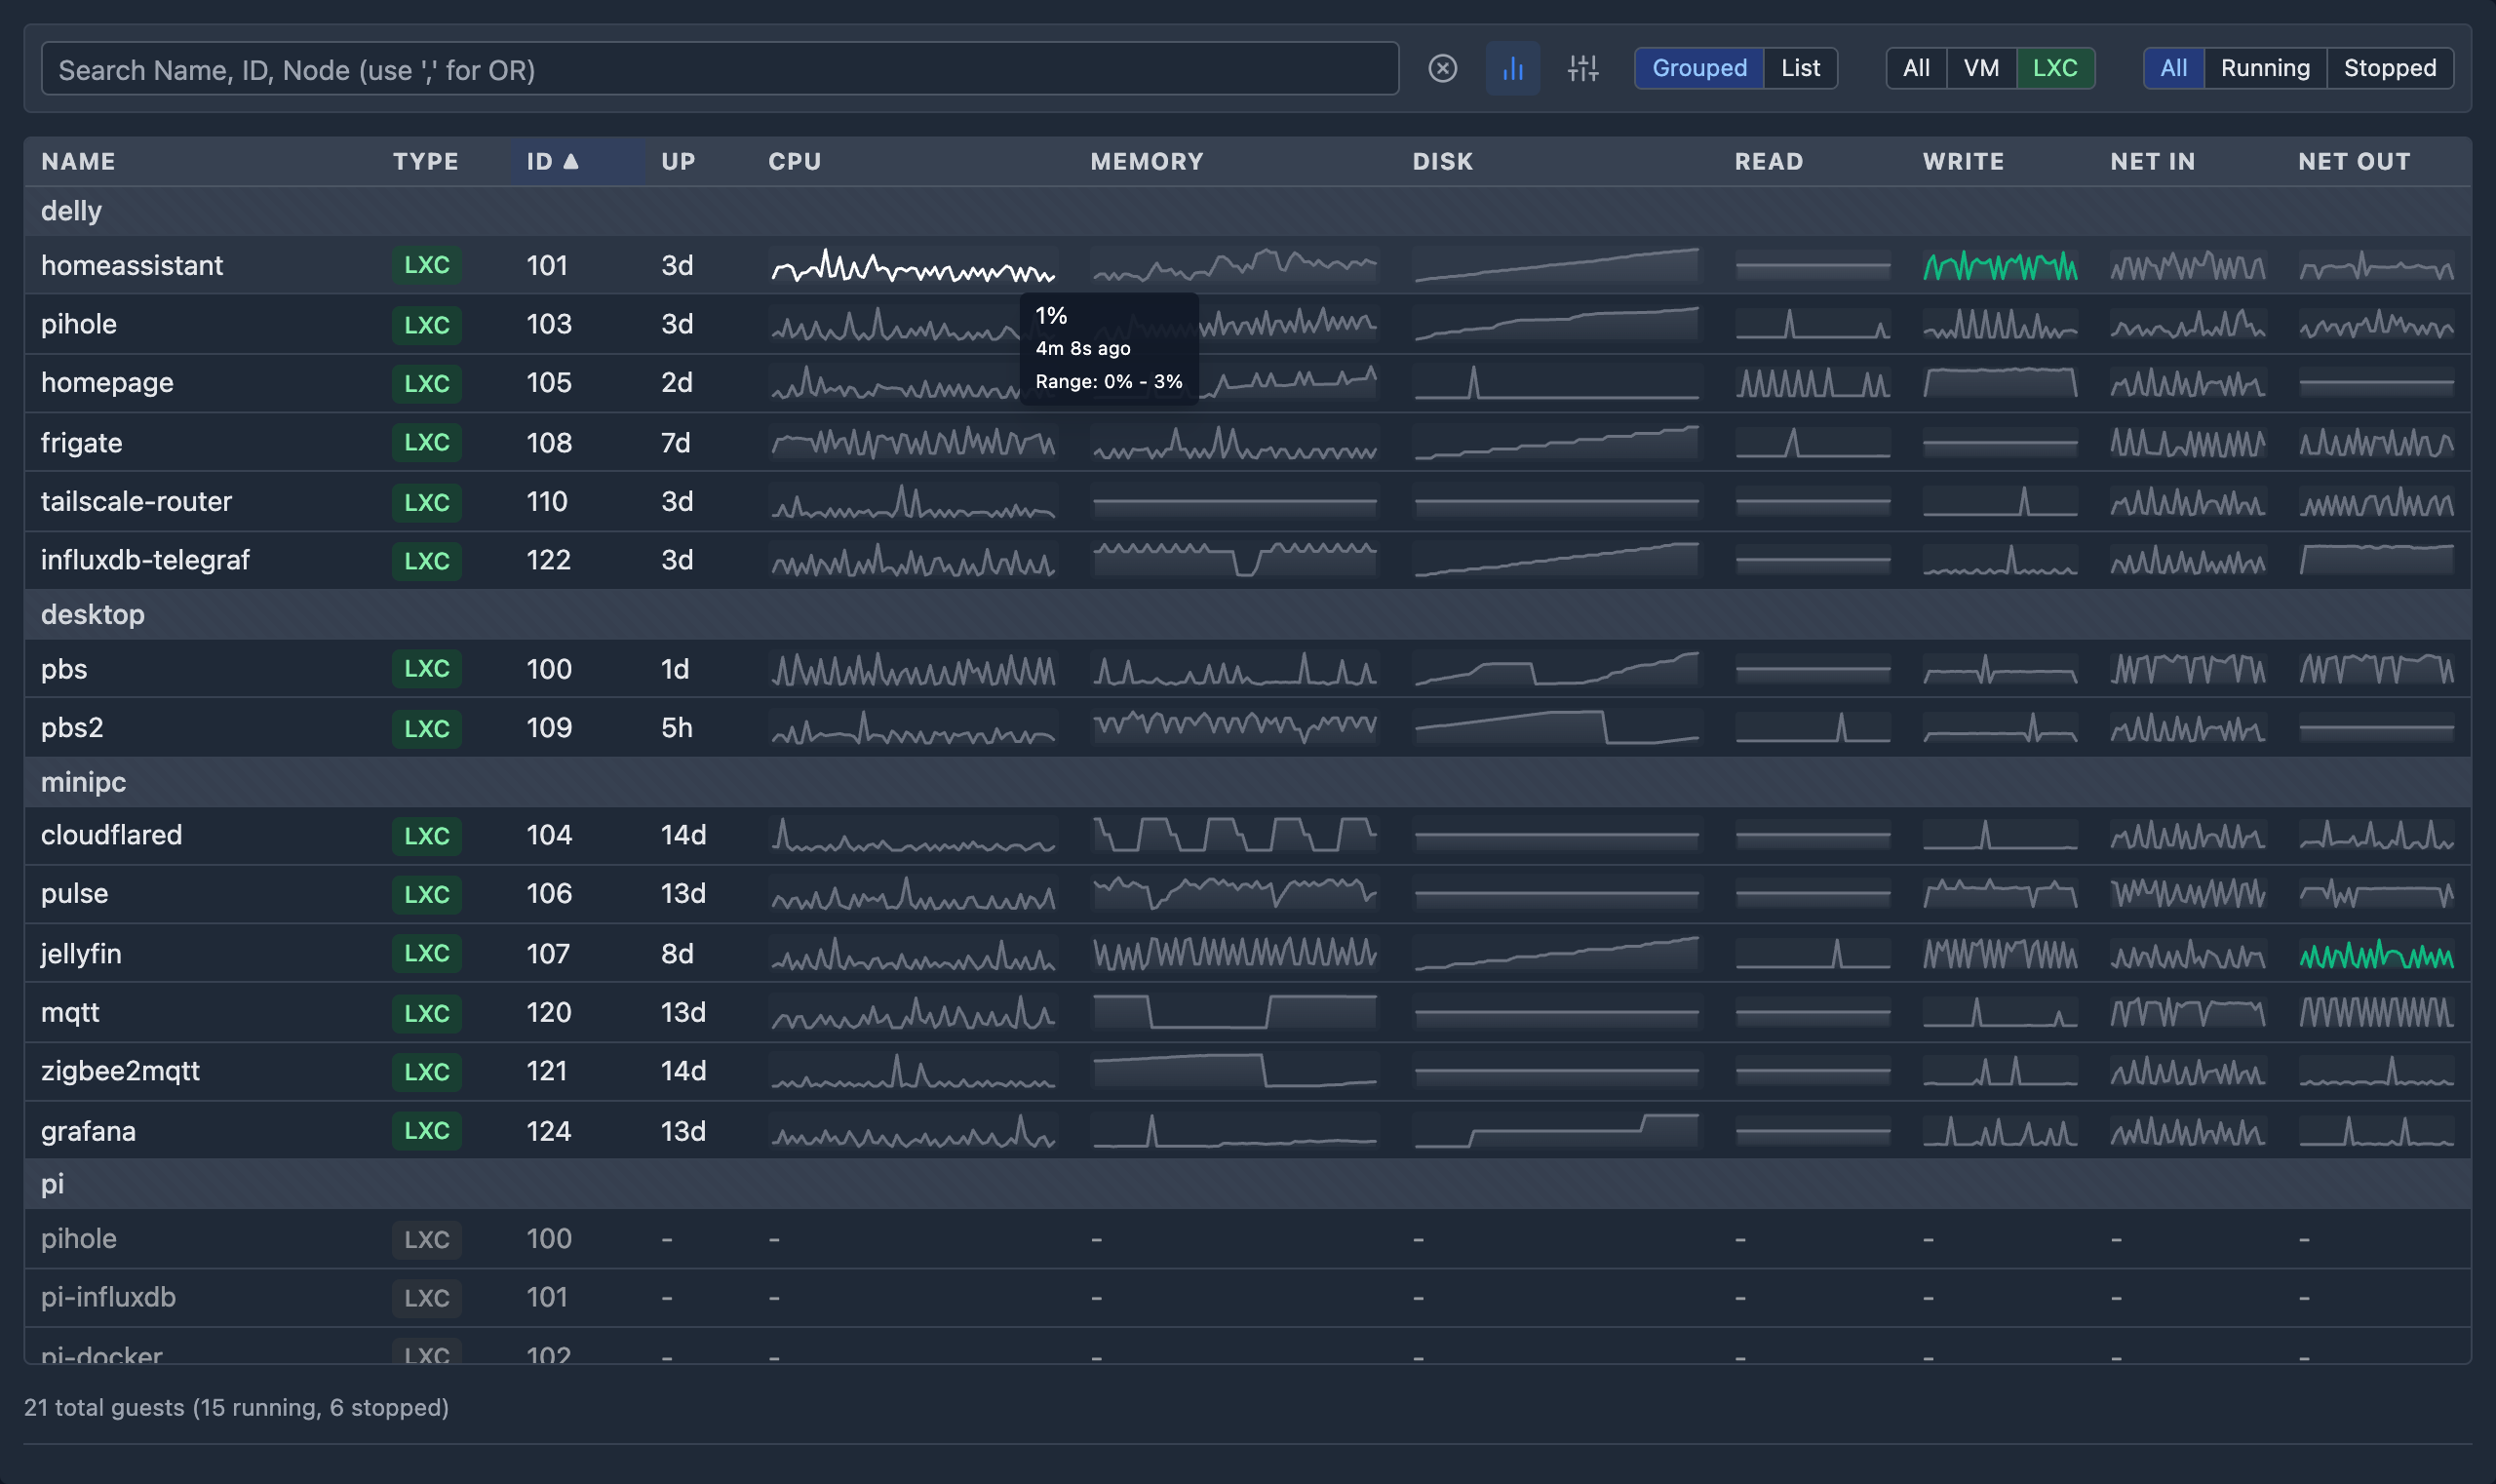 Search Name, ID, Node (use ',' for OR) Grouped List All VM LXC All Running Stopped
NAME TYPE ID ▲ UP CPU MEMORY DISK READ WRITE NET IN NET OUT
delly
homeassistant LXC 101 3d
pihole LXC 103 3d
1%
4m 8s ago
Range: 0% - 3%
homepage LXC 105 2d
frigate LXC 108 7d
tailscale-router LXC 110 3d
influxdb-telegraf LXC 122 3d
desktop
pbs LXC 100 1d
pbs2 LXC 109 5h
minipc
cloudflared LXC 104 14d
pulse LXC 106 13d
jellyfin LXC 107 8d
mqtt LXC 120 13d
zigbee2mqtt LXC 121 14d
grafana LXC 124 13d
pi
pihole LXC 100 - - - - - - - -
pi-influxdb LXC 101 - - - - - - - -
pi-docker LXC 102 - - - - - - - -
21 total guests (15 running, 6 stopped)